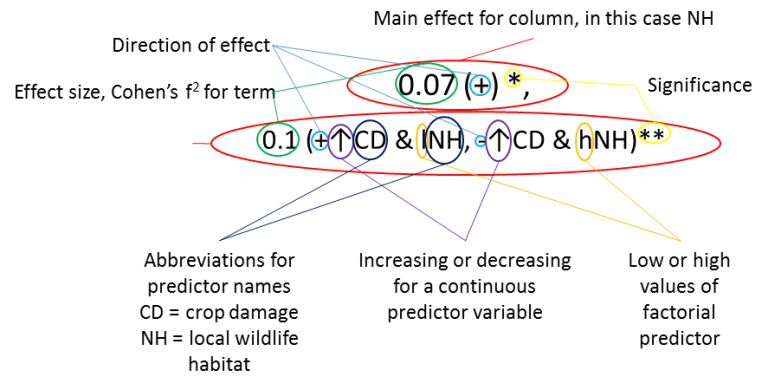 Main effect for column, in this case NH
Direction of effect
Effect size, Cohen's f² for term
0.07 (+) *,
Significance
0.1 (+↑CD & lNH, -↑CD & hNH)**
Abbreviations for
predictor names
CD = crop damage
NH = local wildlife
habitat
Increasing or decreasing
for a continuous
predictor variable
Low or high
values of
factorial
predictor